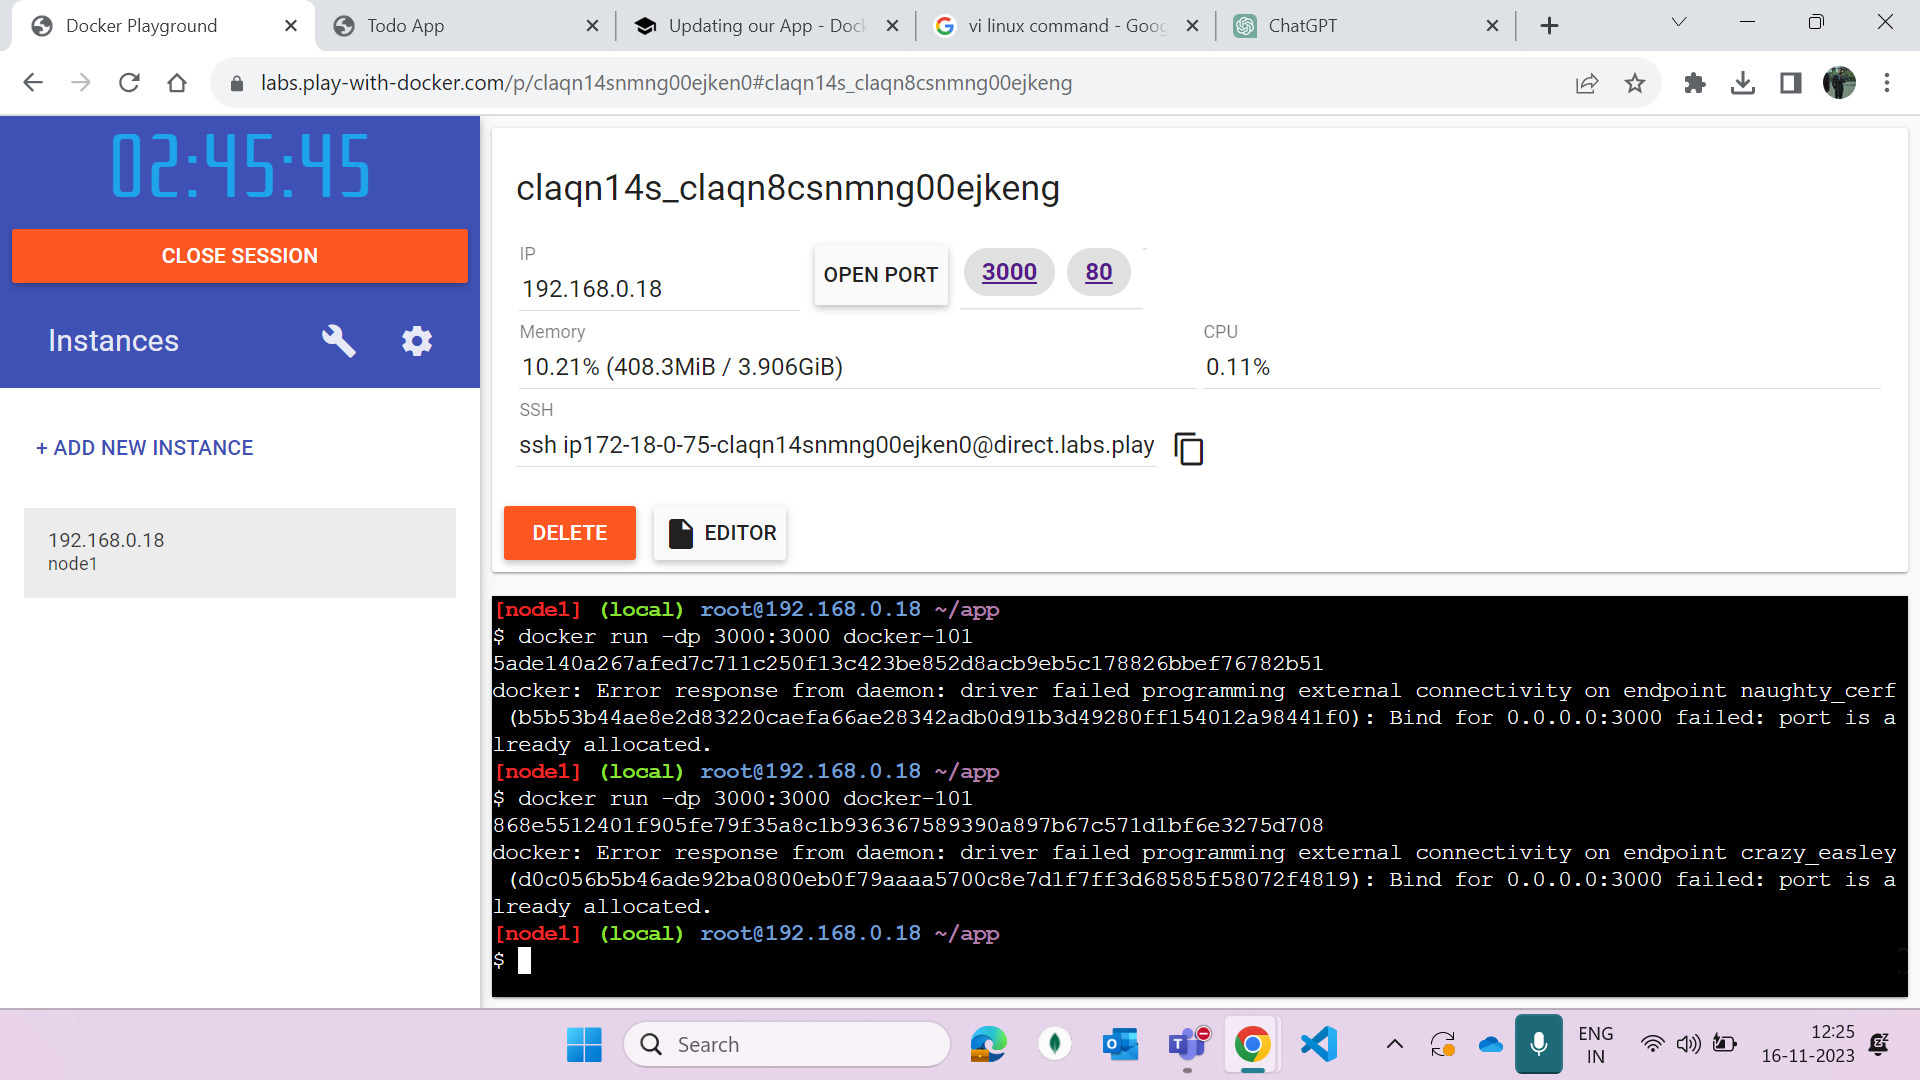 Docker Playground
Todo App
Updating our App - Dock
vi linux command - Goog
ChatGPT
labs.play-with-docker.com/p/claqn14snmng00ejken0#claqn14s_claqn8csnmng00ejkeng
02:45:45
CLOSE SESSION
Instances
+ ADD NEW INSTANCE
192.168.0.18
node1
claqn14s_claqn8csnmng00ejkeng
IP
192.168.0.18
OPEN PORT
3000
80
Memory
10.21% (408.3MiB / 3.906GiB)
CPU
0.11%
SSH
ssh ip172-18-0-75-claqn14snmng00ejken0@direct.labs.play
DELETE
EDITOR
[node1] (local) root@192.168.0.18 ~/app
$ docker run -dp 3000:3000 docker-101
5ade140a267afed7c711c250f13c423be852d8acb9eb5c178826bbef76782b51
docker: Error response from daemon: driver failed programming external connectivity on endpoint naughty_cerf
(b5b53b44ae8e2d83220caefa66ae28342adb0d91b3d49280ff154012a98441f0): Bind for 0.0.0.0:3000 failed: port is a
lready allocated.
[node1] (local) root@192.168.0.18 ~/app
$ docker run -dp 3000:3000 docker-101
868e5512401f905fe79f35a8c1b936367589390a897b67c571d1bf6e3275d708
docker: Error response from daemon: driver failed programming external connectivity on endpoint crazy_easley
(d0c056b5b46ade92ba0800eb0f79aaaa5700c8e7d1f7ff3d68585f58072f4819): Bind for 0.0.0.0:3000 failed: port is a
lready allocated.
[node1] (local) root@192.168.0.18 ~/app
$
Search
ENG
IN
12:25
16-11-2023